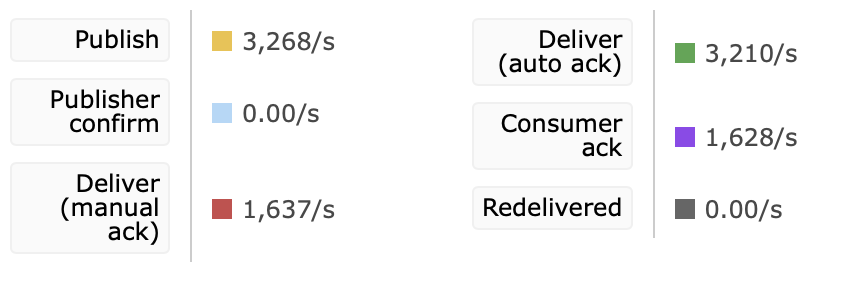 Publish
3,268/s
Publisher
confirm
0.00/s
Deliver
(manual
ack)
1,637/s
Deliver
(auto ack)
3,210/s
Consumer
ack
1,628/s
Redelivered
0.00/s